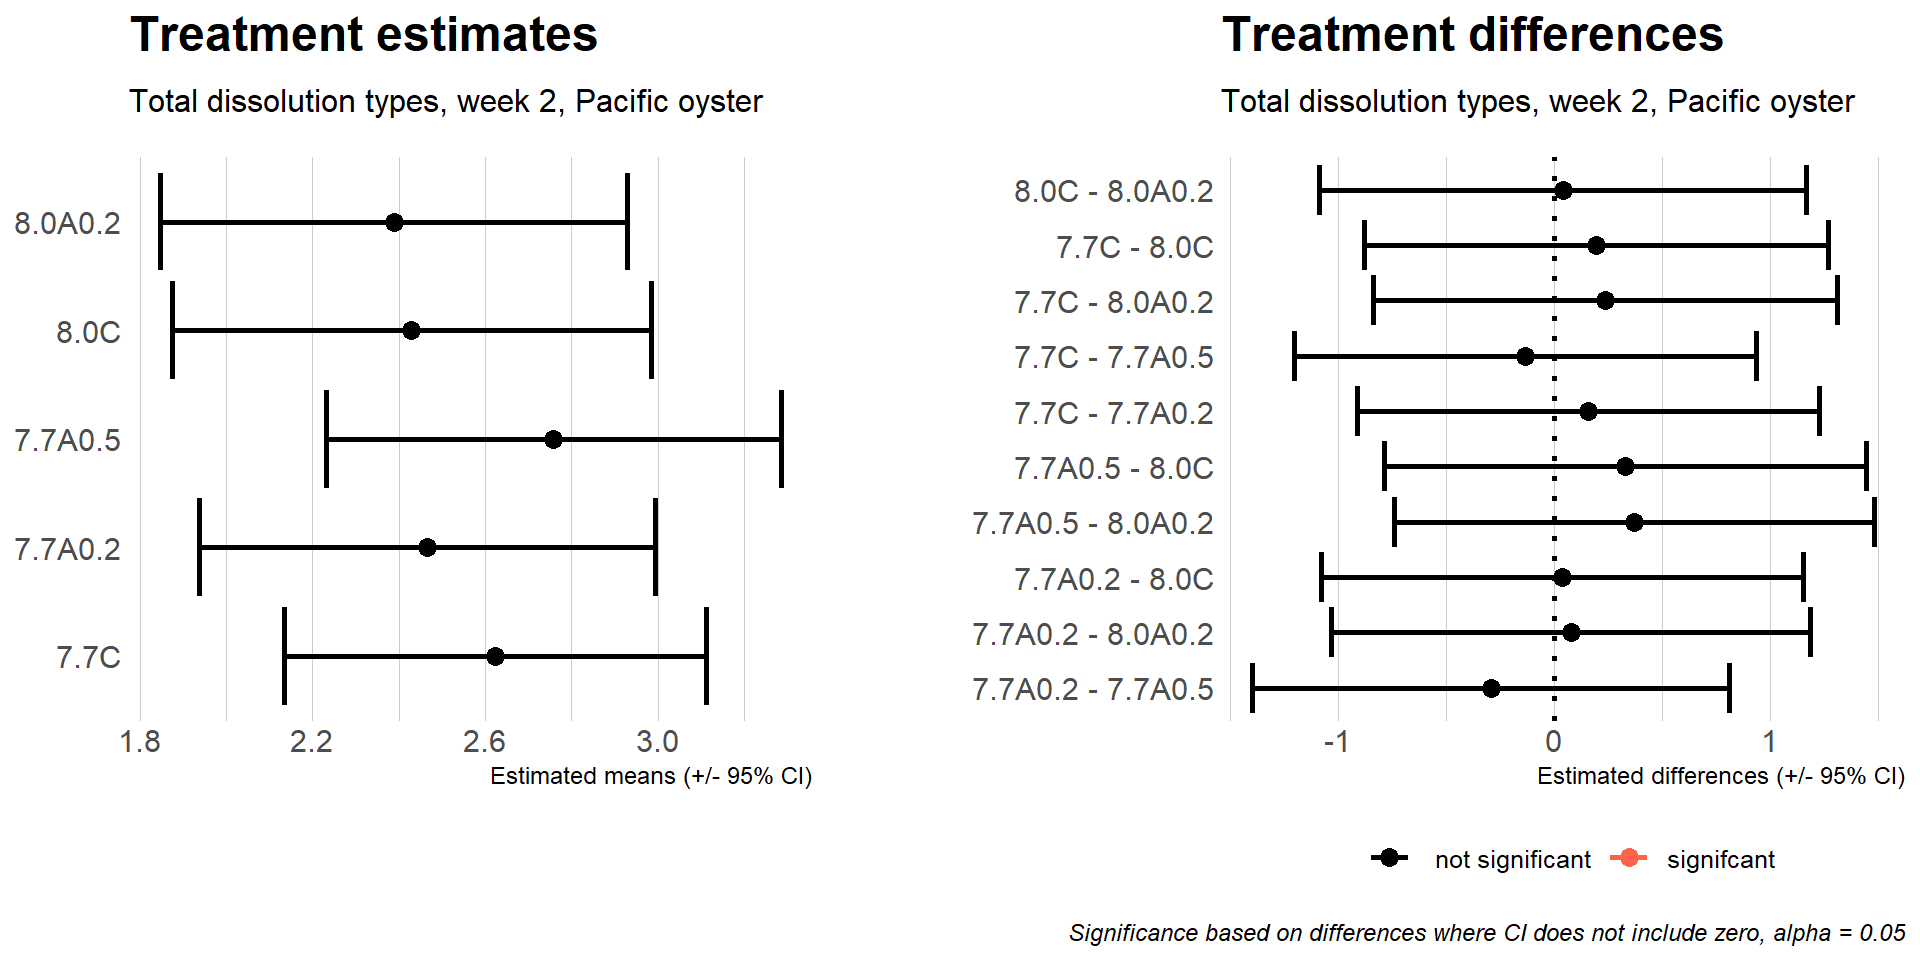 Treatment estimates
Total dissolution types, week 2, Pacific oyster
8.0A0.2
8.0C
7.7A0.5
7.7A0.2
7.7C
1.8 2.2 2.6 3.0
Estimated means (+/- 95% CI)
Treatment differences
Total dissolution types, week 2, Pacific oyster
8.0C - 8.0A0.2
7.7C - 8.0C
7.7C - 8.0A0.2
7.7C - 7.7A0.5
7.7C - 7.7A0.2
7.7A0.5 - 8.0C
7.7A0.5 - 8.0A0.2
7.7A0.2 - 8.0C
7.7A0.2 - 8.0A0.2
7.7A0.2 - 7.7A0.5
-1 0 1
Estimated differences (+/- 95% CI)
not significant signifcant
Significance based on differences where CI does not include zero, alpha = 0.05